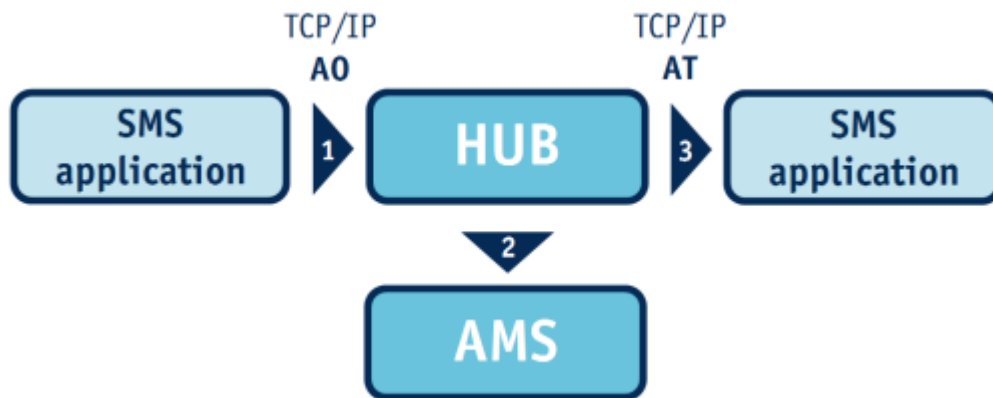 TCP/IP
AO
TCP/IP
AT
SMS
application
1
HUB
3
SMS
application
2
AMS